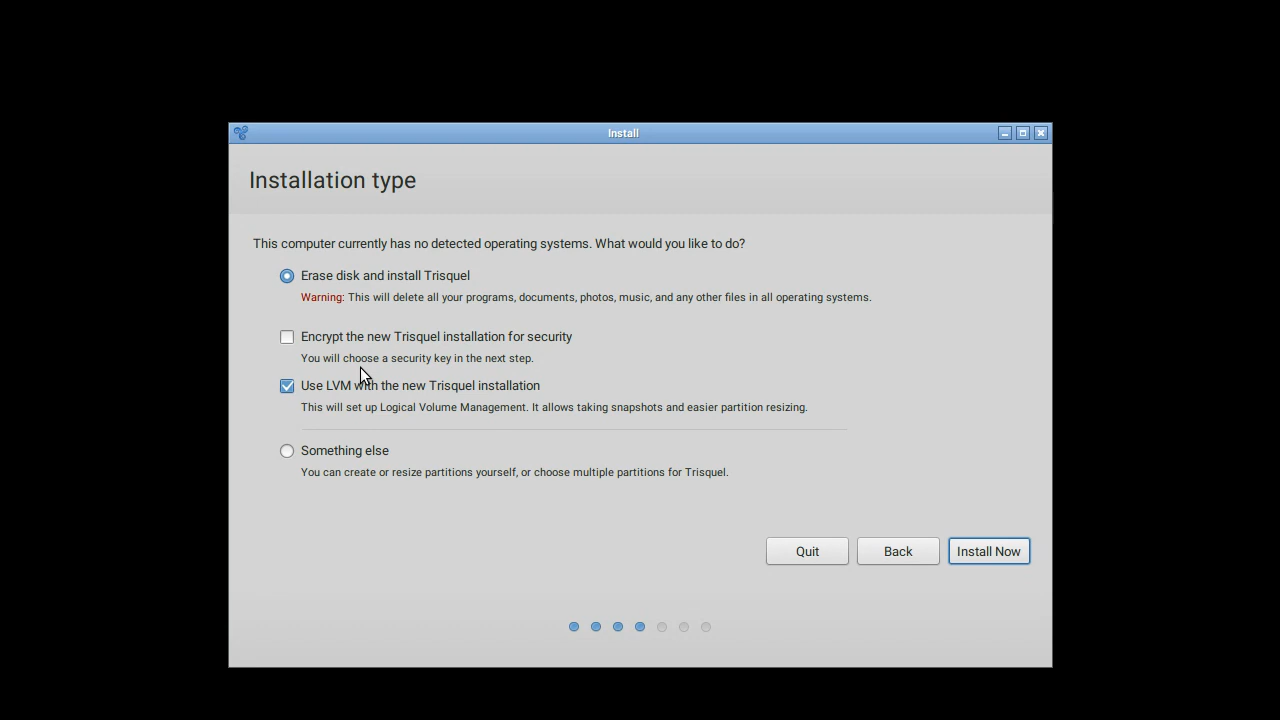 Install
Installation type
This computer currently has no detected operating systems. What would you like to do?
Erase disk and install Trisquel
Warning: This will delete all your programs, documents, photos, music, and any other files in all operating systems.
Encrypt the new Trisquel installation for security
You will choose a security key in the next step.
Use LVM with the new Trisquel installation
This will set up Logical Volume Management. It allows taking snapshots and easier partition resizing.
Something else
You can create or resize partitions yourself, or choose multiple partitions for Trisquel.
Quit Back Install Now